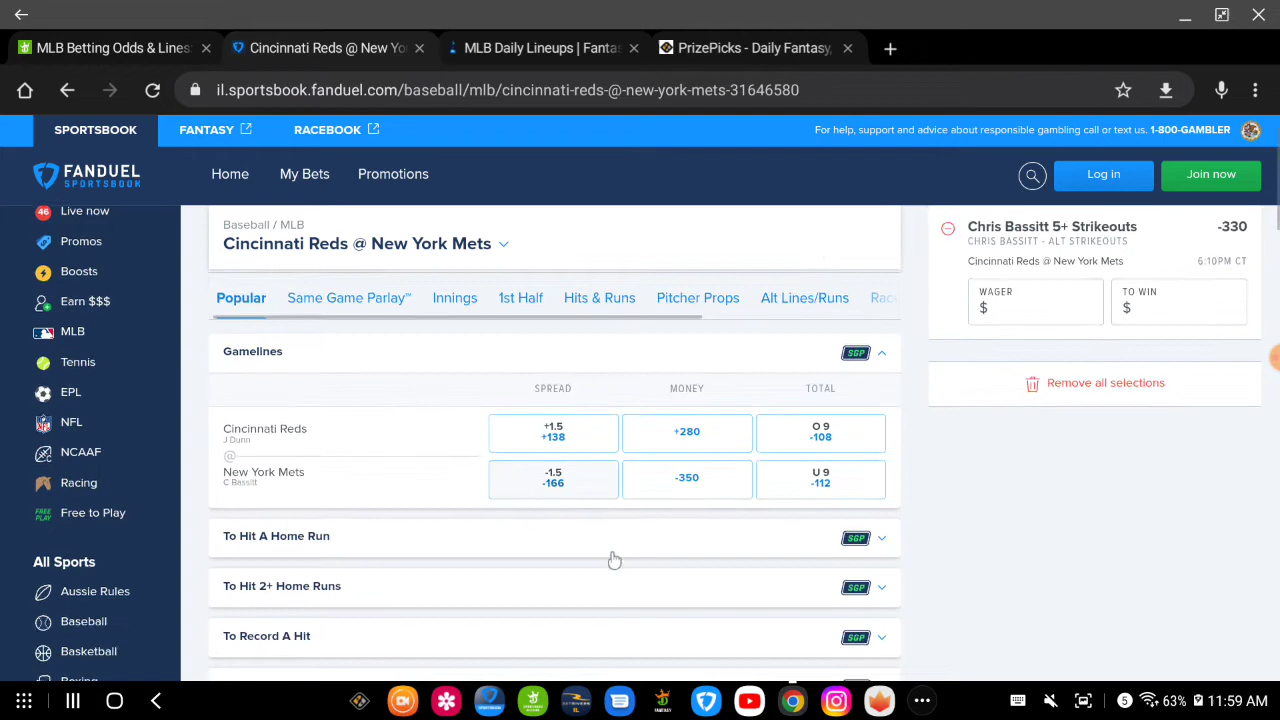 MLB Betting Odds & Lines
Cincinnati Reds @ New Yo
MLB Daily Lineups | Fantas
PrizePicks - Daily Fantasy,
il.sportsbook.fanduel.com/baseball/mlb/cincinnati-reds-@-new-york-mets-31646580
SPORTSBOOK
FANTASY
RACEBOOK
For help, support and advice about responsible gambling call or text us. 1-800-GAMBLER
FANDUEL
SPORTSBOOK
Home
My Bets
Promotions
Log in
Join now
46
Live now
Promos
Boosts
Earn $$$
MLB
Tennis
EPL
NFL
NCAAF
Racing
FREE PLAY
Free to Play
All Sports
Aussie Rules
Baseball
Basketball
Boxing
Baseball / MLB
Cincinnati Reds @ New York Mets
Popular
Same Game Parlay™
Innings
1st Half
Hits & Runs
Pitcher Props
Alt Lines/Runs
Rac
Gamelines
SGP
SPREAD
MONEY
TOTAL
Cincinnati Reds
J Dunn
+1.5
+138
+280
O 9
-108
@
New York Mets
C Bassitt
-1.5
-166
-350
U 9
-112
To Hit A Home Run
SGP
To Hit 2+ Home Runs
SGP
To Record A Hit
SGP
Chris Bassitt 5+ Strikeouts
-330
CHRIS BASSITT - ALT STRIKEOUTS
Cincinnati Reds @ New York Mets
6:10PM CT
WAGER
$
TO WIN
$
Remove all selections
5
63%
11:59 AM